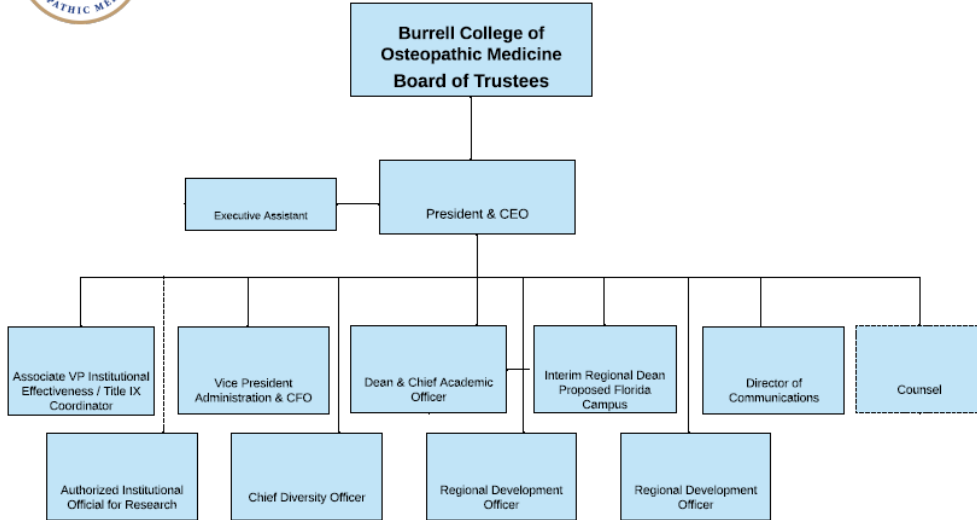 PATHIC ME
Burrell College of
Osteopathic Medicine
Board of Trustees
Executive Assistant
President & CEO
Associate VP Institutional
Effectiveness / Title IX
Coordinator
Vice President
Administration & CFO
Dean & Chief Academic
Officer
Interim Regional Dean
Proposed Florida
Campus
Director of
Communications
Counsel
Authorized Institutional
Official for Research
Chief Diversity Officer
Regional Development
Officer
Regional Development
Officer